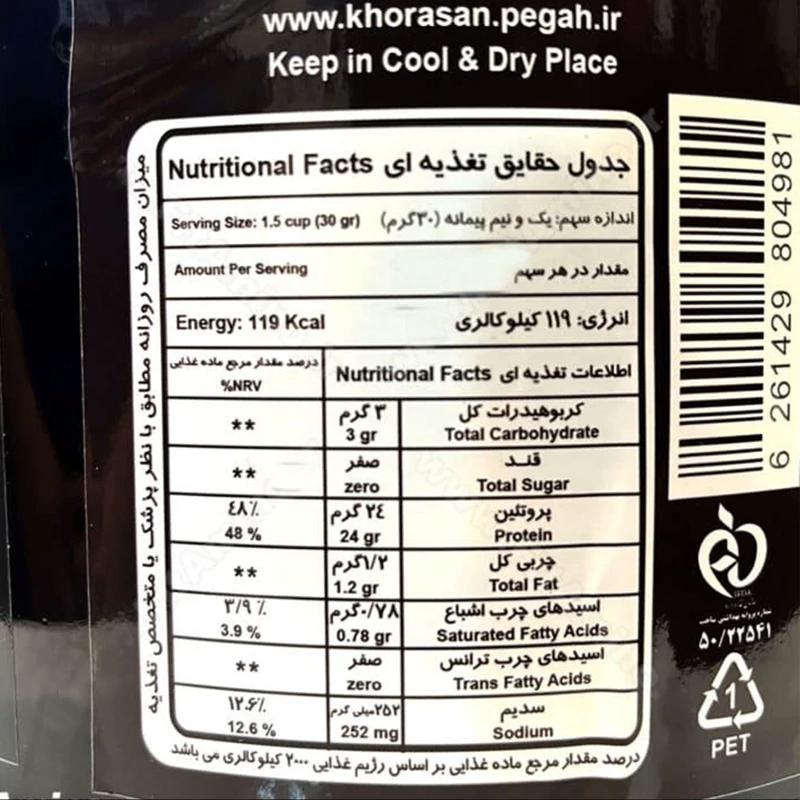 www.khorasan.pegah.ir
Keep in Cool & Dry Place
جدول حقایق تغذیه ای Nutritional Facts
اندازه سهم: یک و نیم پیمانه (۳۰گرم) Serving Size: 1.5 cup (30 gr)
مقدار در هر سهم Amount Per Serving
انرژی: ۱۱۹ کیلوکالری Energy: 119 Kcal
اطلاعات تغذیه ای Nutritional Facts
درصد مقدار مرجع ماده غذایی
%NRV
کربوهیدرات کل ۳ گرم **
Total Carbohydrate 3 gr
قند صفر **
Total Sugar zero
پروتئین ۲٤ گرم ٤۸٪
Protein 24 gr 48 %
چربی کل ۱/۲گرم **
Total Fat 1.2 gr
اسیدهای چرب اشباع ۰/۷۸گرم ۳/۹ ٪
Saturated Fatty Acids 0.78 gr 3.9 %
اسیدهای چرب ترانس صفر **
Trans Fatty Acids zero
سدیم ۲۵۲میلی گرم ۱۲.۶٪
Sodium 252 mg 12.6 %
درصد مقدار مرجع ماده غذایی بر اساس رژیم غذایی ۲۰۰۰ کیلوکالری می باشد
میزان مصرف روزانه مطابق با نظر پزشک یا متخصص تغذیه
6 261429 804981
شماره پروانه بهداشتی ساخت
۵۰/۲۲۵۴۱
1
PET